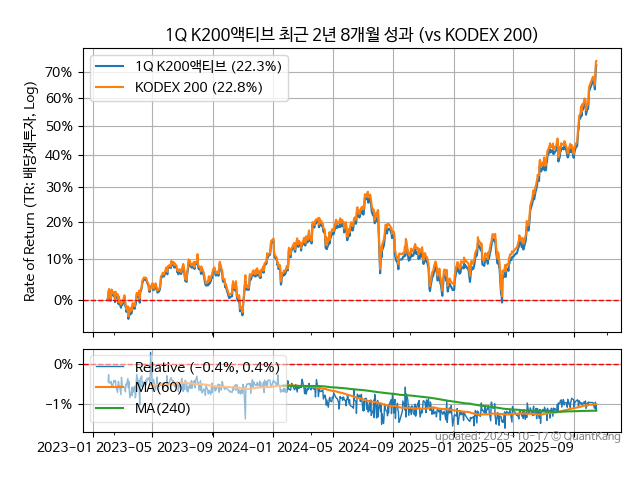 1Q K200액티브 최근 2년 8개월 성과 (vs KODEX 200)
Rate of Return (TR: 배당재투자, Log)
1Q K200액티브 (22.3%)
KODEX 200 (22.8%)
70%
60%
50%
40%
30%
20%
10%
0%
Relative (−0.4%, 0.4%)
MA(60)
MA(240)
0%
−1%
2023-01 2023-05 2023-09 2024-01 2024-05 2024-09 2025-01 2025-05 2025-09
updated: 2025-10-17 © QuantKang